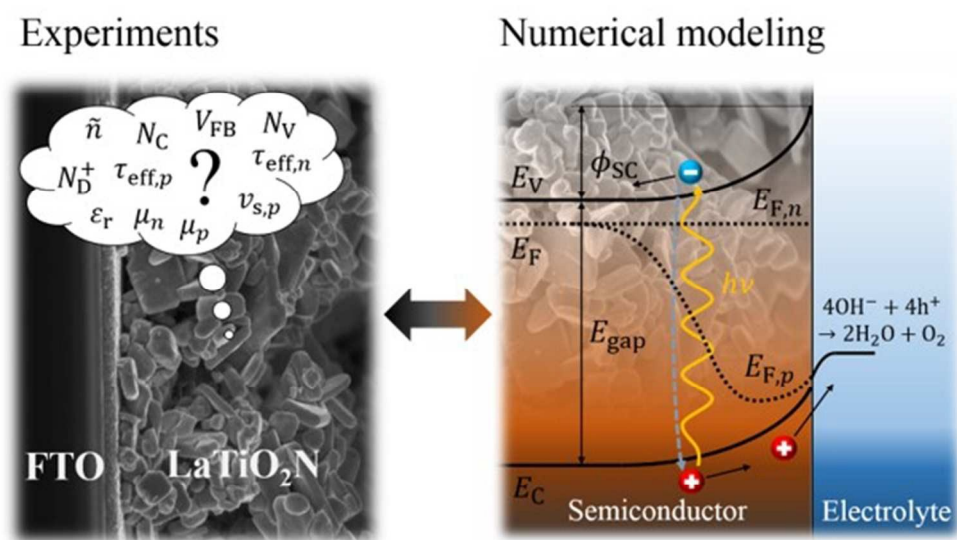 Experiments
ñ N_C V_FB N_V
N_D^+ τ_eff,p ? τ_eff,n
ε_r μ_n μ_p v_s,p
FTO LaTiO₂N
Numerical modeling
ϕ_SC
E_V E_F,n
E_F
hν
E_gap
4OH⁻ + 4h⁺
→ 2H₂O + O₂
E_F,p
E_C
Semiconductor Electrolyte